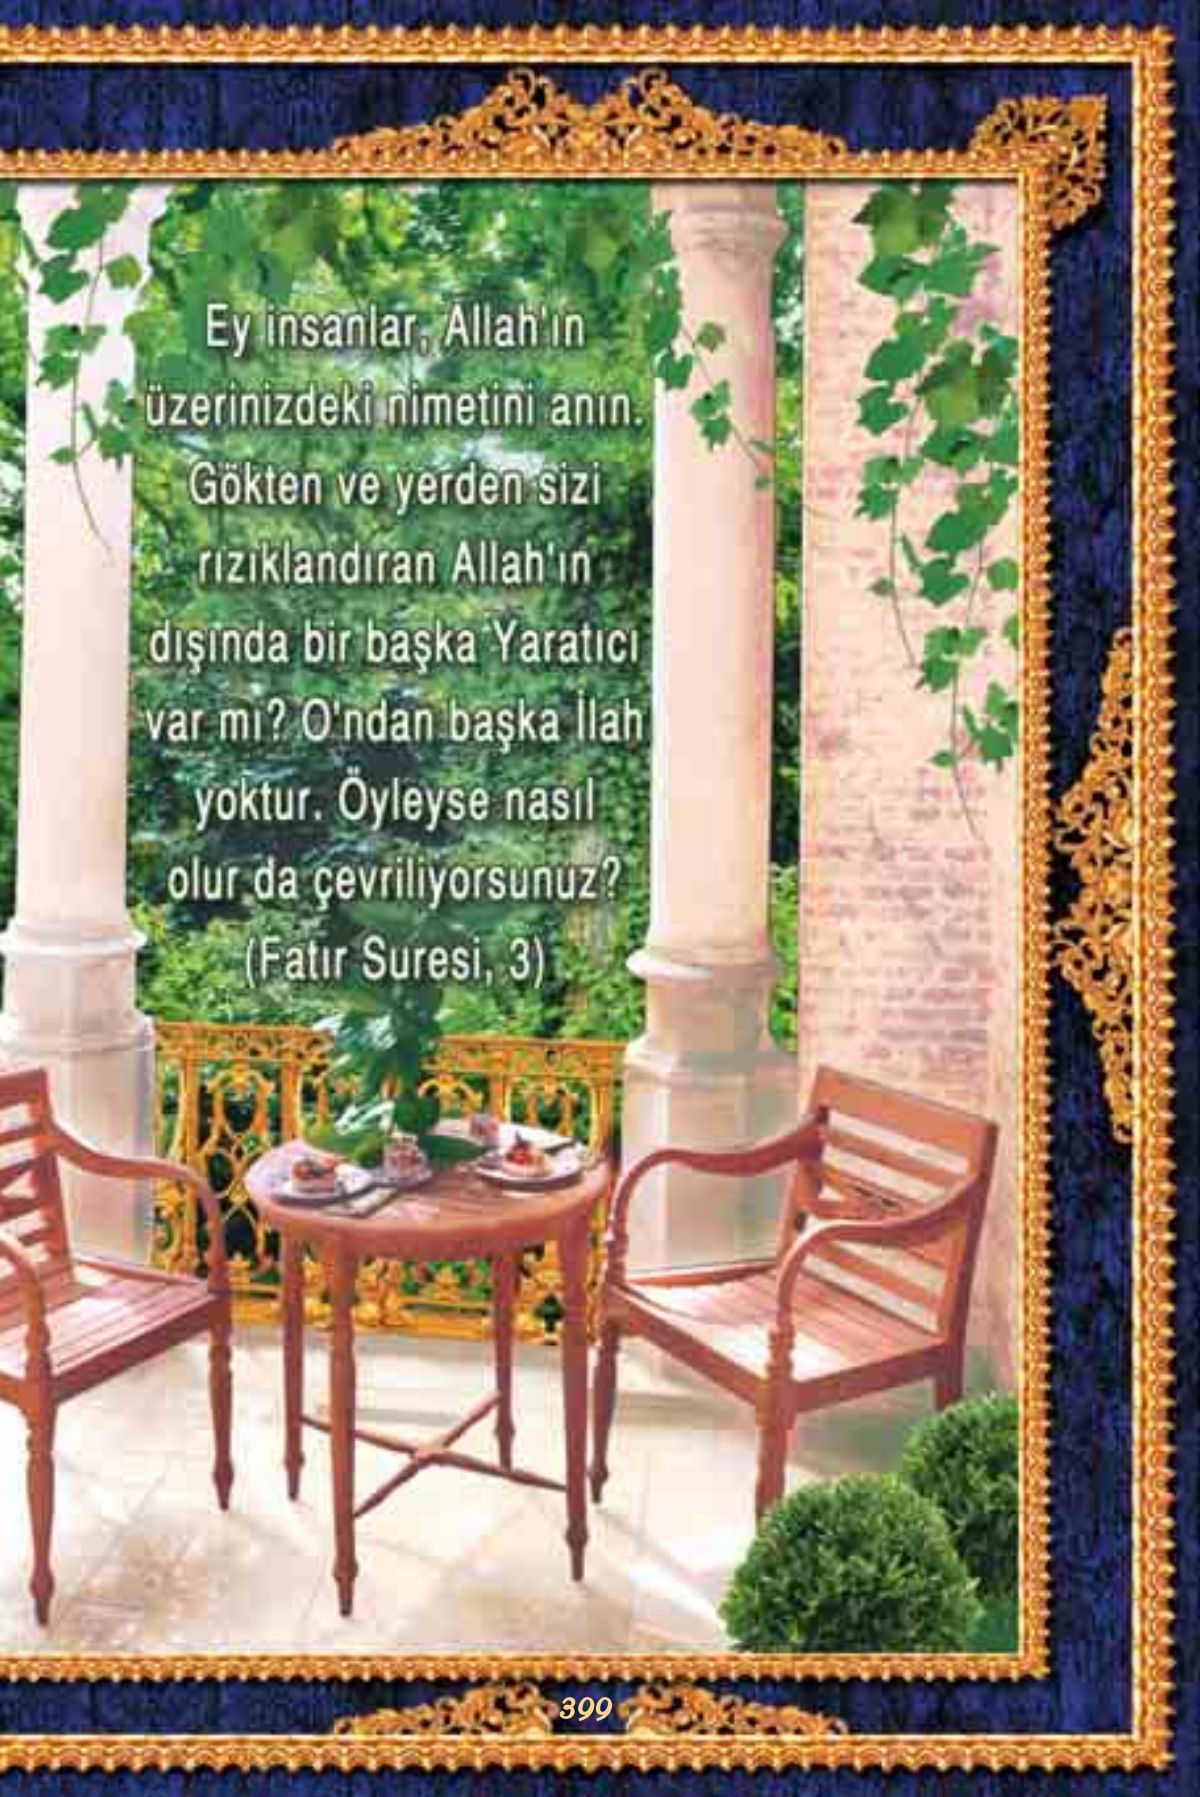 Ey insanlar, Allah'ın
üzerinizdeki nimetini anın.
Gökten ve yerden sizi
rızıklandıran Allah'ın
dışında bir başka Yaratıcı
var mı? O'ndan başka İlah
yoktur. Öyleyse nasıl
olur da çevriliyorsunuz?
(Fatır Suresi, 3)
399